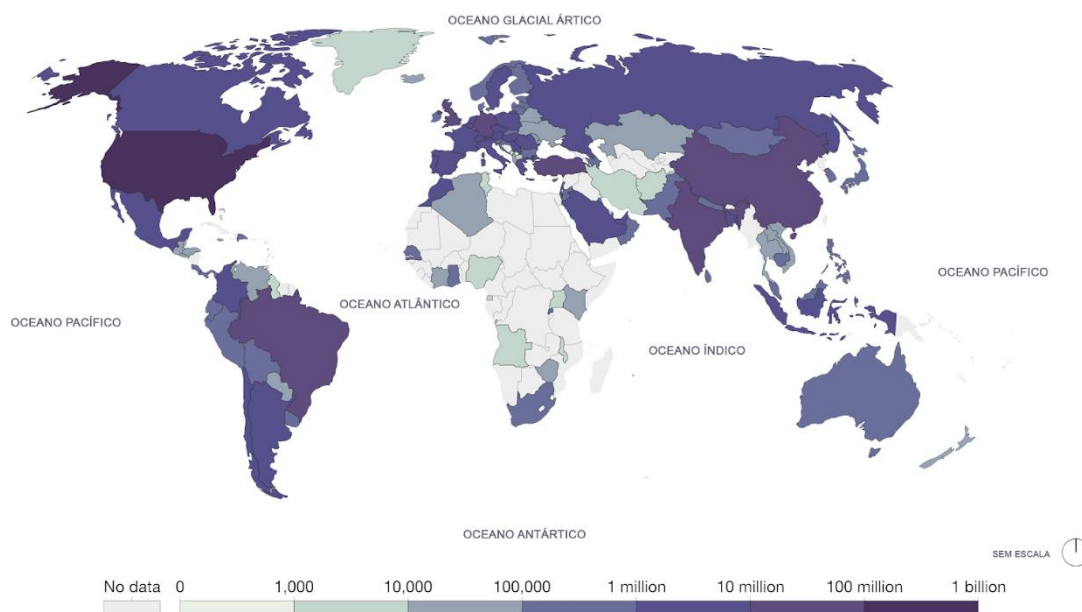 OCEANO GLACIAL ÁRTICO
OCEANO PACÍFICO
OCEANO ATLÂNTICO
OCEANO PACÍFICO
OCEANO ÍNDICO
OCEANO ANTÁRTICO
SEM ESCALA
No data 0 1,000 10,000 100,000 1 million 10 million 100 million 1 billion